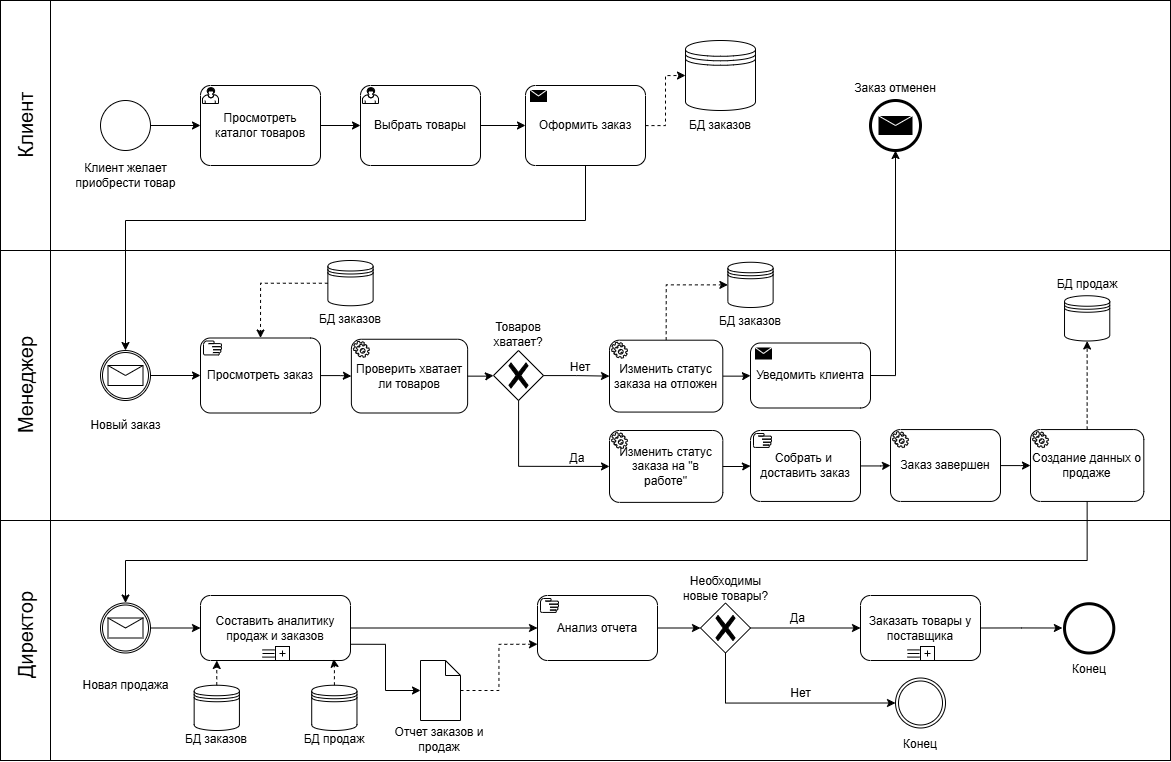 Клиент
Клиент желает
приобрести товар
Просмотреть
каталог товаров
Выбрать товары
Оформить заказ
БД заказов
Заказ отменен
Менеджер
Новый заказ
Просмотреть заказ
БД заказов
Проверить хватает
ли товаров
Товаров
хватает?
Нет
Да
Изменить статус
заказа на отложен
БД заказов
Уведомить клиента
Изменить статус
заказа на "в
работе"
Собрать и
доставить заказ
Заказ завершен
Создание данных о
продаже
БД продаж
Директор
Новая продажа
Составить аналитику
продаж и заказов
БД заказов
БД продаж
Отчет заказов и
продаж
Анализ отчета
Необходимы
новые товары?
Да
Нет
Заказать товары у
поставщика
Конец
Конец